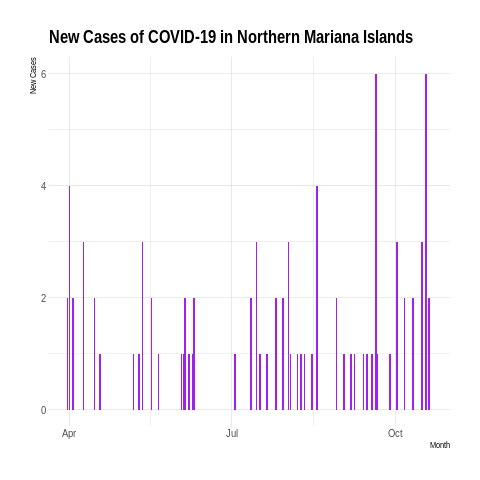 New Cases of COVID-19 in Northern Mariana Islands
New Cases
6
4
2
0
Apr
Jul
Oct
Month